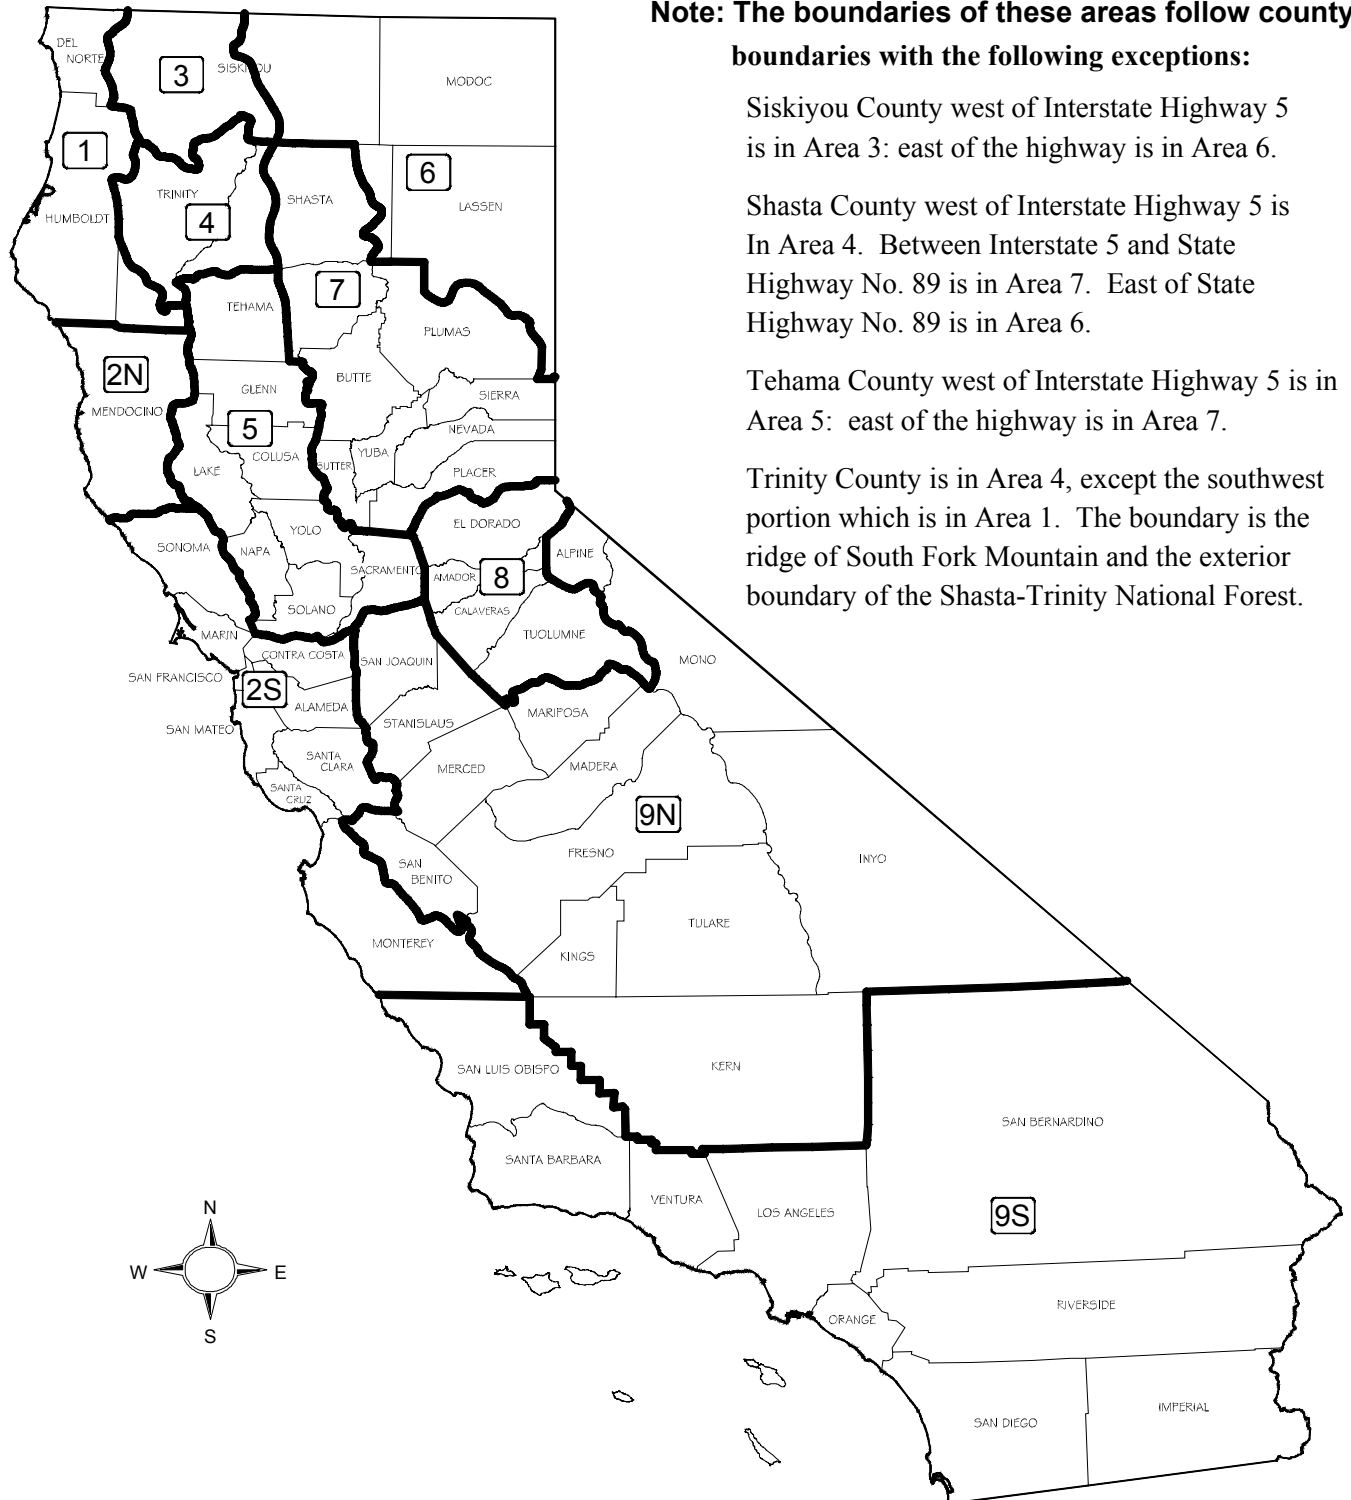 Note: The boundaries of these areas follow county
boundaries with the following exceptions:
Siskiyou County west of Interstate Highway 5
is in Area 3: east of the highway is in Area 6.
Shasta County west of Interstate Highway 5 is
In Area 4. Between Interstate 5 and State
Highway No. 89 is in Area 7. East of State
Highway No. 89 is in Area 6.
Tehama County west of Interstate Highway 5 is in
Area 5: east of the highway is in Area 7.
Trinity County is in Area 4, except the southwest
portion which is in Area 1. The boundary is the
ridge of South Fork Mountain and the exterior
boundary of the Shasta-Trinity National Forest.
DEL
NORTE
3
SISKIYOU
MODOC
1
6
TRINITY
SHASTA
LASSEN
HUMBOLDT
4
7
TEHAMA
PLUMAS
2N
BUTTE
GLENN
SIERRA
MENDOCINO
5
NEVADA
COLUSA
YUBA
LAKE
SUTTER
PLACER
EL DORADO
YOLO
SONOMA
NAPA
ALPINE
SACRAMENTO
AMADOR
8
SOLANO
CALAVERAS
MARIN
TUOLUMNE
CONTRA COSTA
SAN JOAQUIN
MONO
SAN FRANCISCO
2S
ALAMEDA
MARIPOSA
STANISLAUS
SAN MATEO
SANTA
CLARA
MERCED
MADERA
SANTA
CRUZ
9N
FRESNO
INYO
SAN
BENITO
TULARE
MONTEREY
KINGS
SAN LUIS OBISPO
KERN
SAN BERNARDINO
SANTA BARBARA
VENTURA
LOS ANGELES
9S
N
W
E
S
RIVERSIDE
ORANGE
IMPERIAL
SAN DIEGO